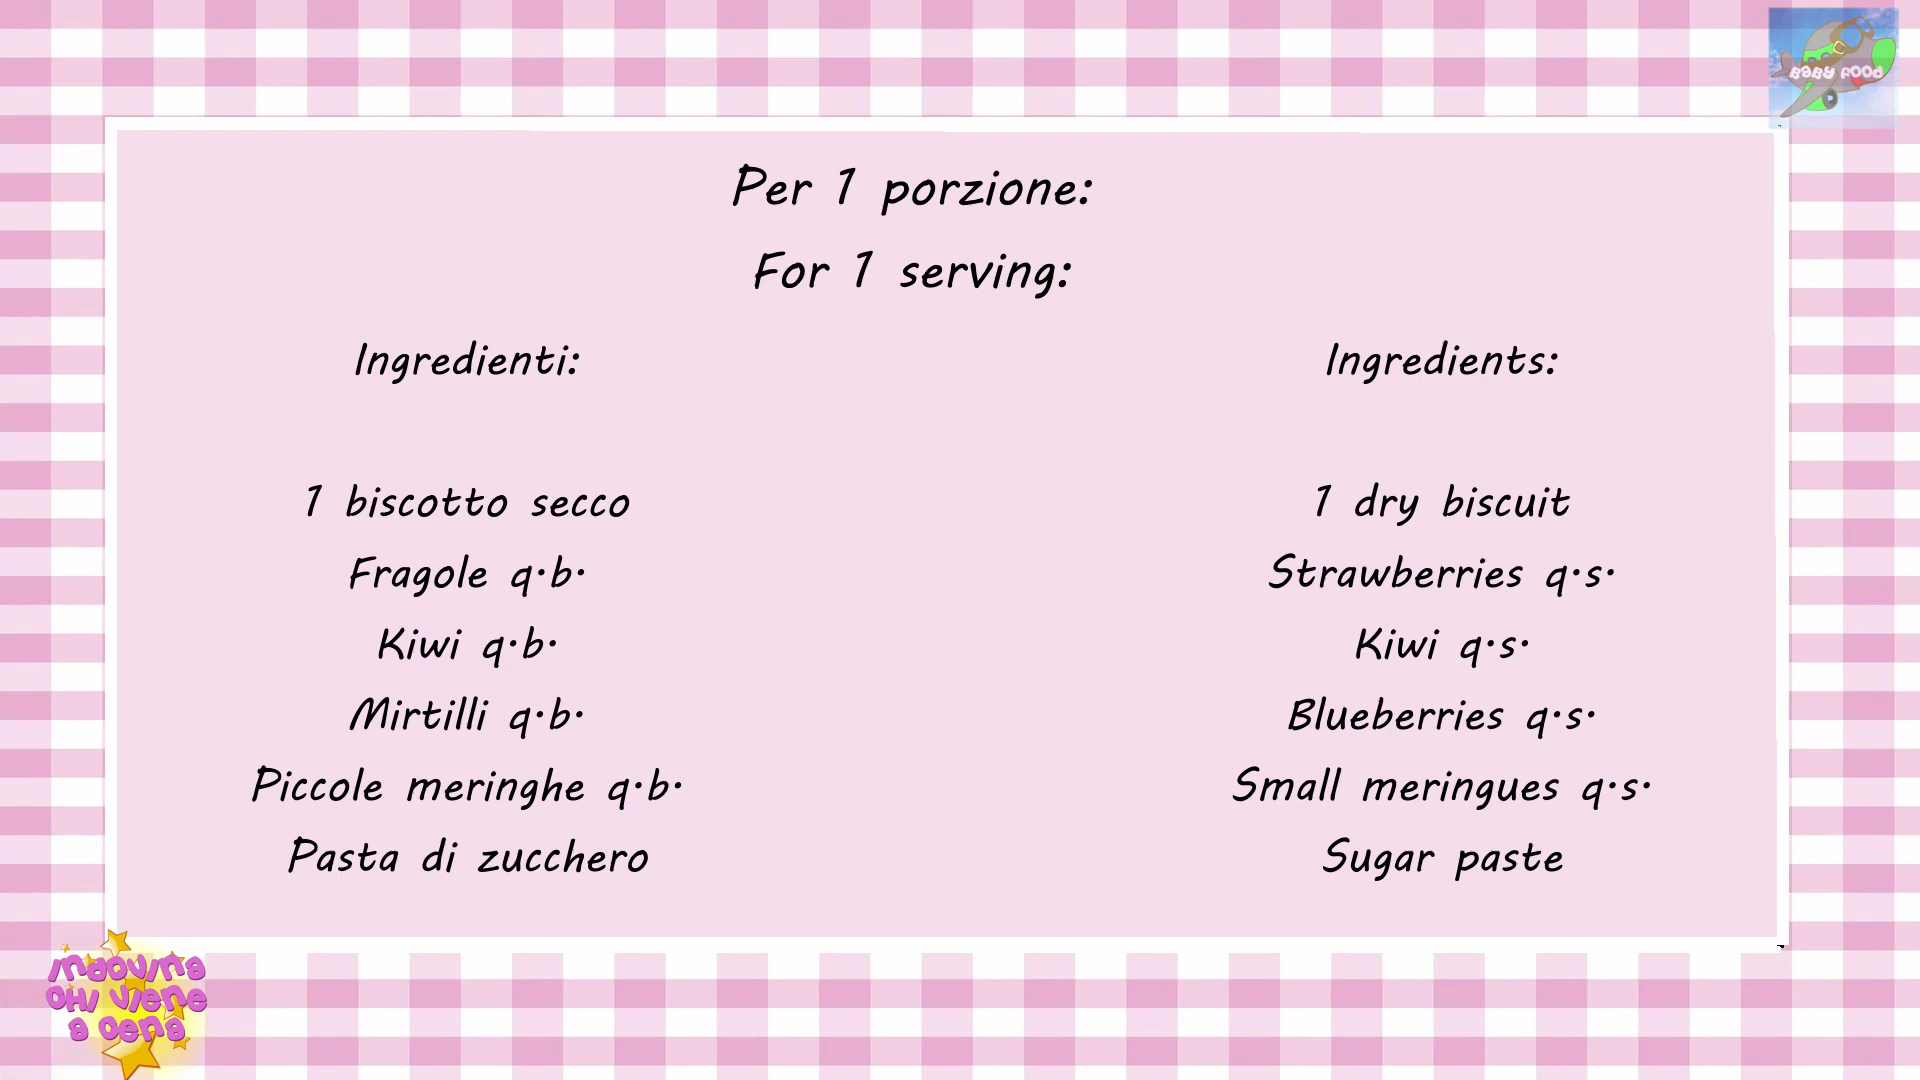 BABY FOOD
Per 1 porzione:
For 1 serving:
Ingredienti:
1 biscotto secco
Fragole q.b.
Kiwi q.b.
Mirtilli q.b.
Piccole meringhe q.b.
Pasta di zucchero
Ingredients:
1 dry biscuit
Strawberries q.s.
Kiwi q.s.
Blueberries q.s.
Small meringues q.s.
Sugar paste
INDOVINA
CHI VIENE
A CENA